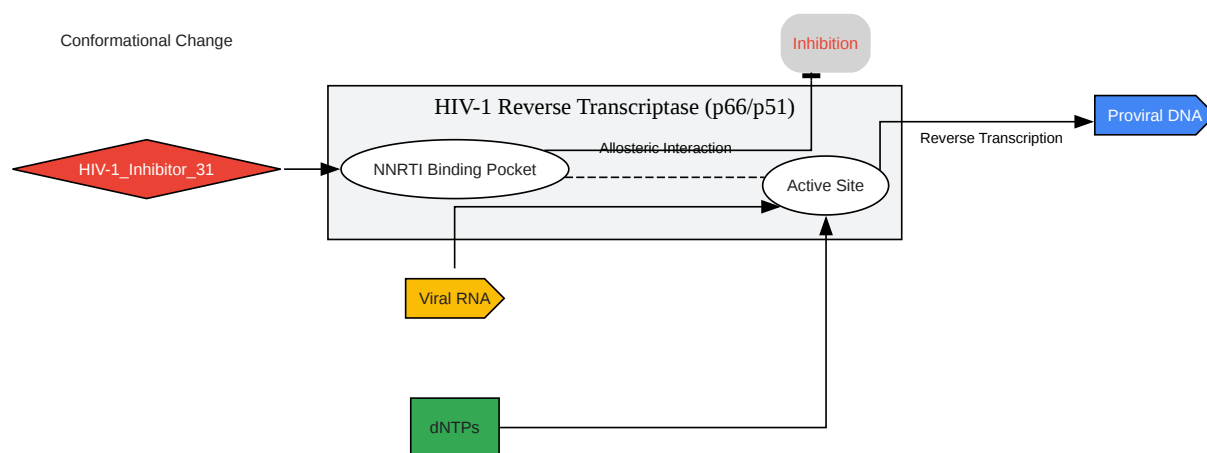 Inhibition
Conformational Change
HIV-1 Reverse Transcriptase (p66/p51)
Proviral DNA
Reverse Transcription
Allosteric Interaction
HIV-1_Inhibitor_31
NNRTI Binding Pocket
Active Site
Viral RNA
dNTPs